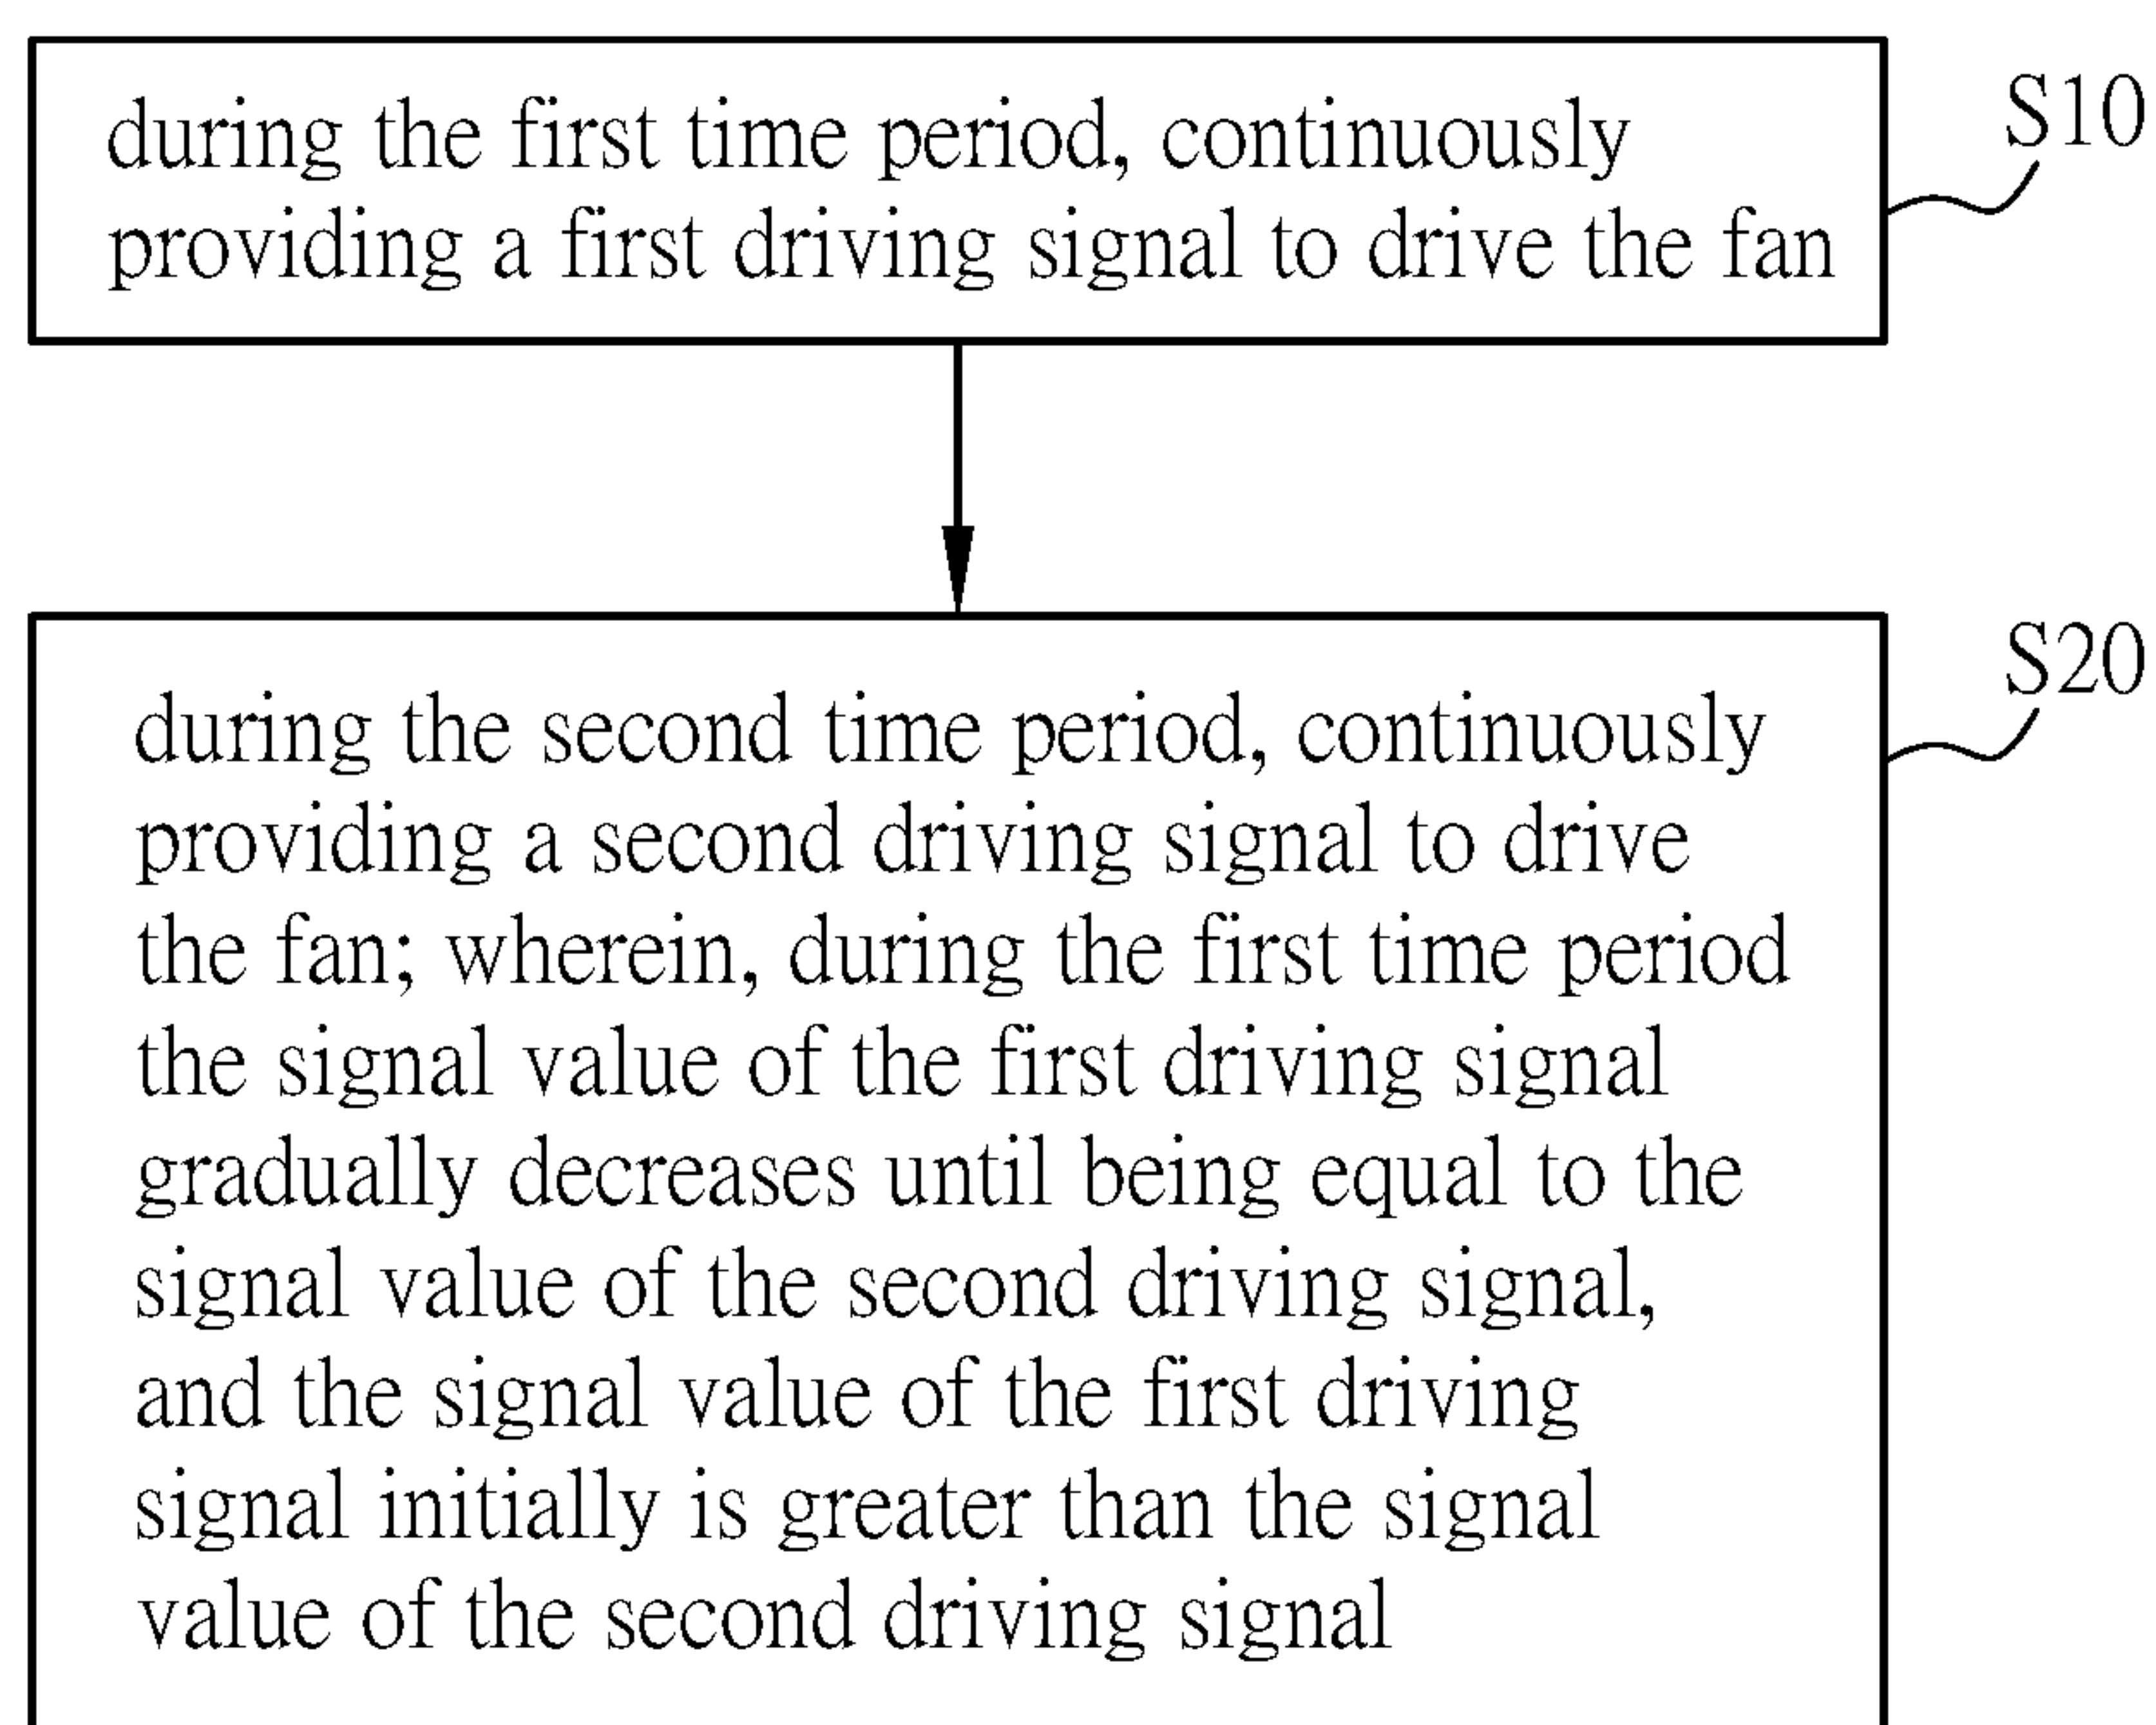 during the first time period, continuously
providing a first driving signal to drive the fan
S10
during the second time period, continuously
providing a second driving signal to drive
the fan; wherein, during the first time period
the signal value of the first driving signal
gradually decreases until being equal to the
signal value of the second driving signal,
and the signal value of the first driving
signal initially is greater than the signal
value of the second driving signal
S20